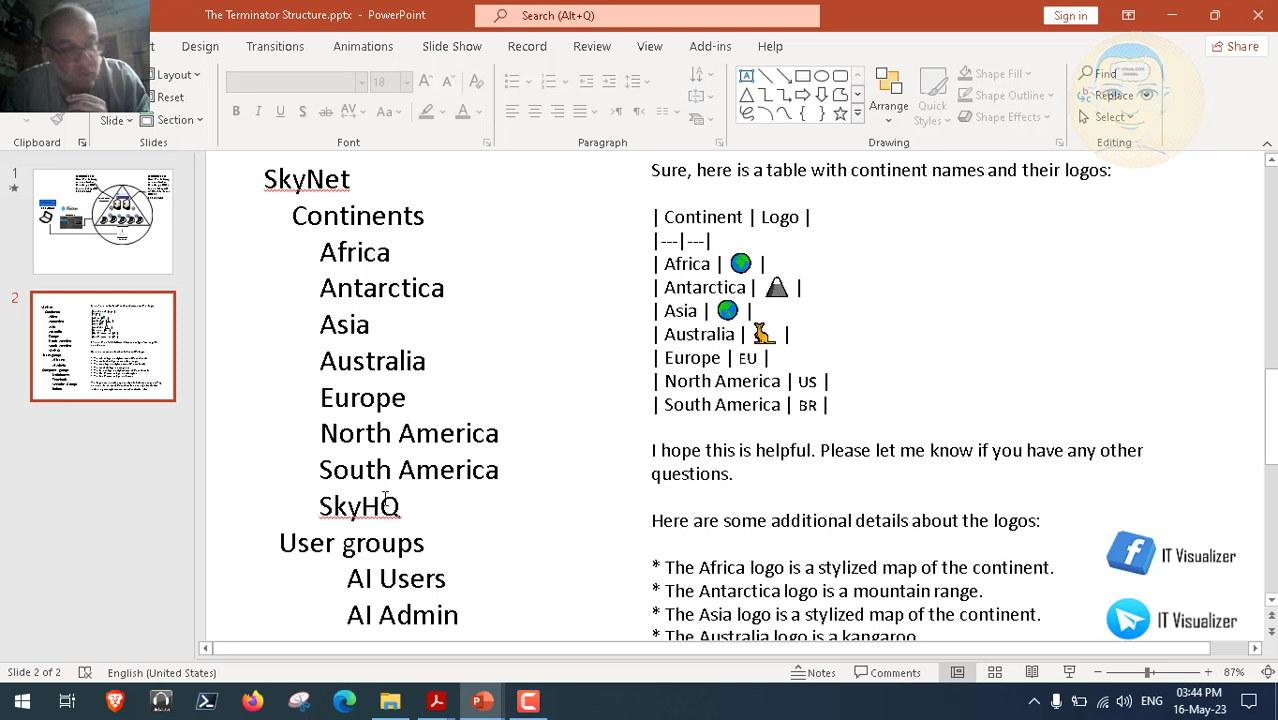 The Terminator Structure.pptx - PowerPoint
Search (Alt+Q)
Sign in
Design
Transitions
Animations
Slide Show
Record
Review
View
Add-ins
Help
Share
Layout
Reset
Slide
Section
18
Shape Fill
Shape Outline
Shape Effects
Arrange
Quick
Styles
Find
Replace
Select
Clipboard
Slides
Font
Paragraph
Drawing
Editing
1
2
SkyNet
Continents
Africa
Antarctica
Asia
Australia
Europe
North America
South America
SkyHQ
User groups
AI Users
AI Admin
Sure, here is a table with continent names and their logos:
| Continent | Logo |
|---|---|
| Africa | 🌍 |
| Antarctica | ⛰ |
| Asia | 🌏 |
| Australia | 🦘 |
| Europe | EU |
| North America | US |
| South America | BR |
I hope this is helpful. Please let me know if you have any other
questions.
Here are some additional details about the logos:
* The Africa logo is a stylized map of the continent.
* The Antarctica logo is a mountain range.
* The Asia logo is a stylized map of the continent.
* The Australia logo is a kangaroo.
IT Visualizer
IT Visualizer
Slide 2 of 2
English (United States)
Notes
Comments
87%
ENG
03:44 PM
16-May-23